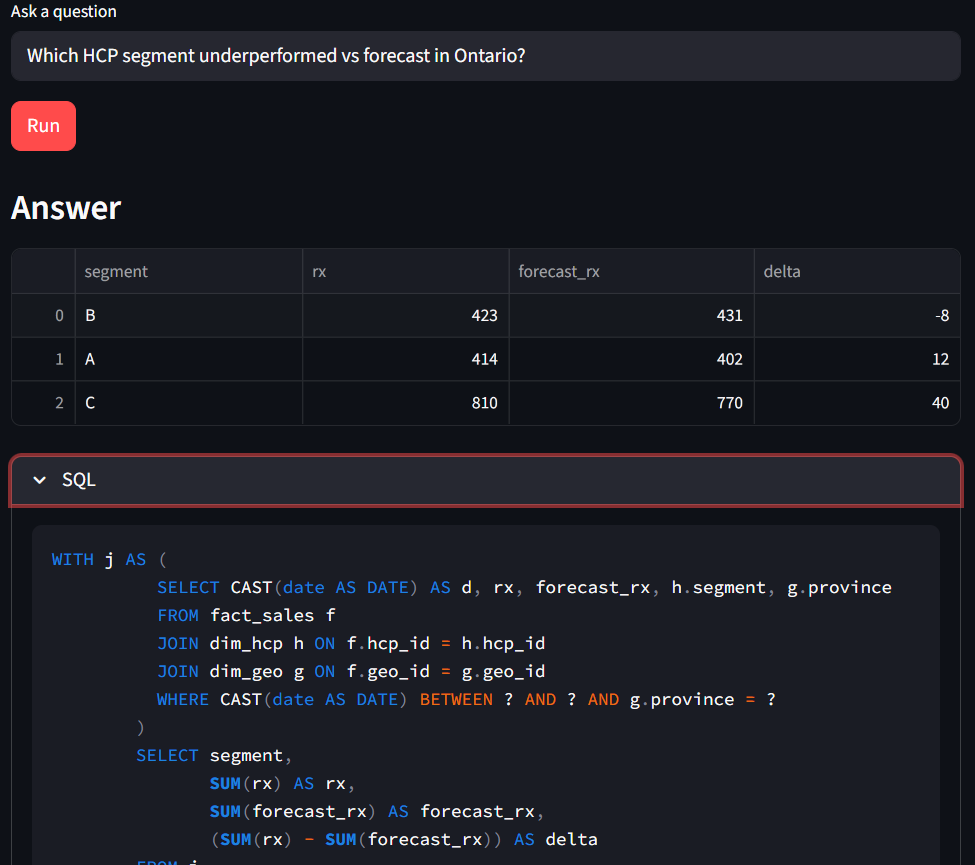 Ask a question
Which HCP segment underperformed vs forecast in Ontario?
Run
Answer
segment rx forecast_rx delta
0 B 423 431 -8
1 A 414 402 12
2 C 810 770 40
SQL
WITH j AS (
SELECT CAST(date AS DATE) AS d, rx, forecast_rx, h.segment, g.province
FROM fact_sales f
JOIN dim_hcp h ON f.hcp_id = h.hcp_id
JOIN dim_geo g ON f.geo_id = g.geo_id
WHERE CAST(date AS DATE) BETWEEN ? AND ? AND g.province = ?
)
SELECT segment,
SUM(rx) AS rx,
SUM(forecast_rx) AS forecast_rx,
(SUM(rx) - SUM(forecast_rx)) AS delta
FROM j